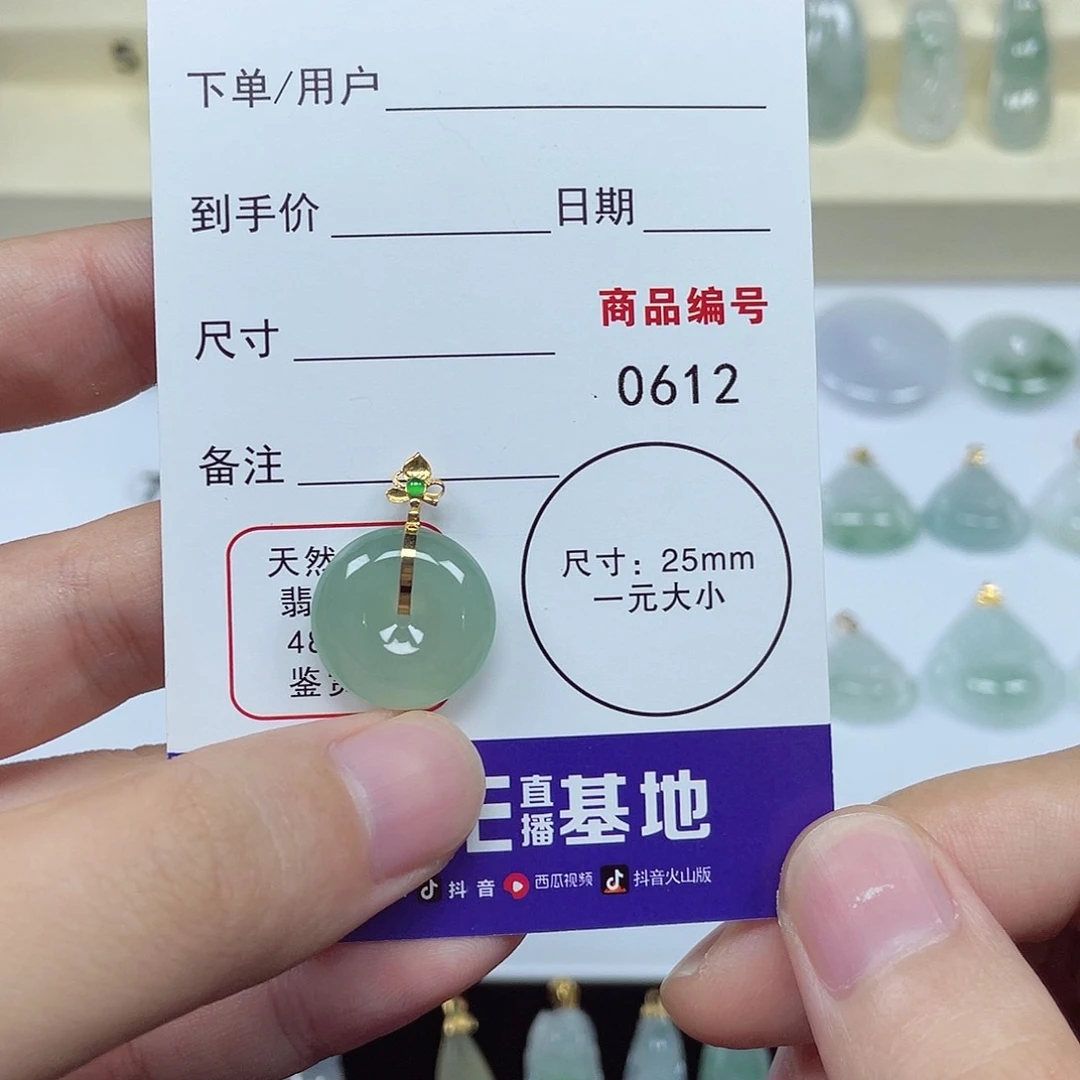 下单/用户
到手价 日期
尺寸
商品编号
0612
备注
天然
翡
48
鉴赏
尺寸：25mm
一元大小
直播基地
抖音 西瓜视频 抖音火山版